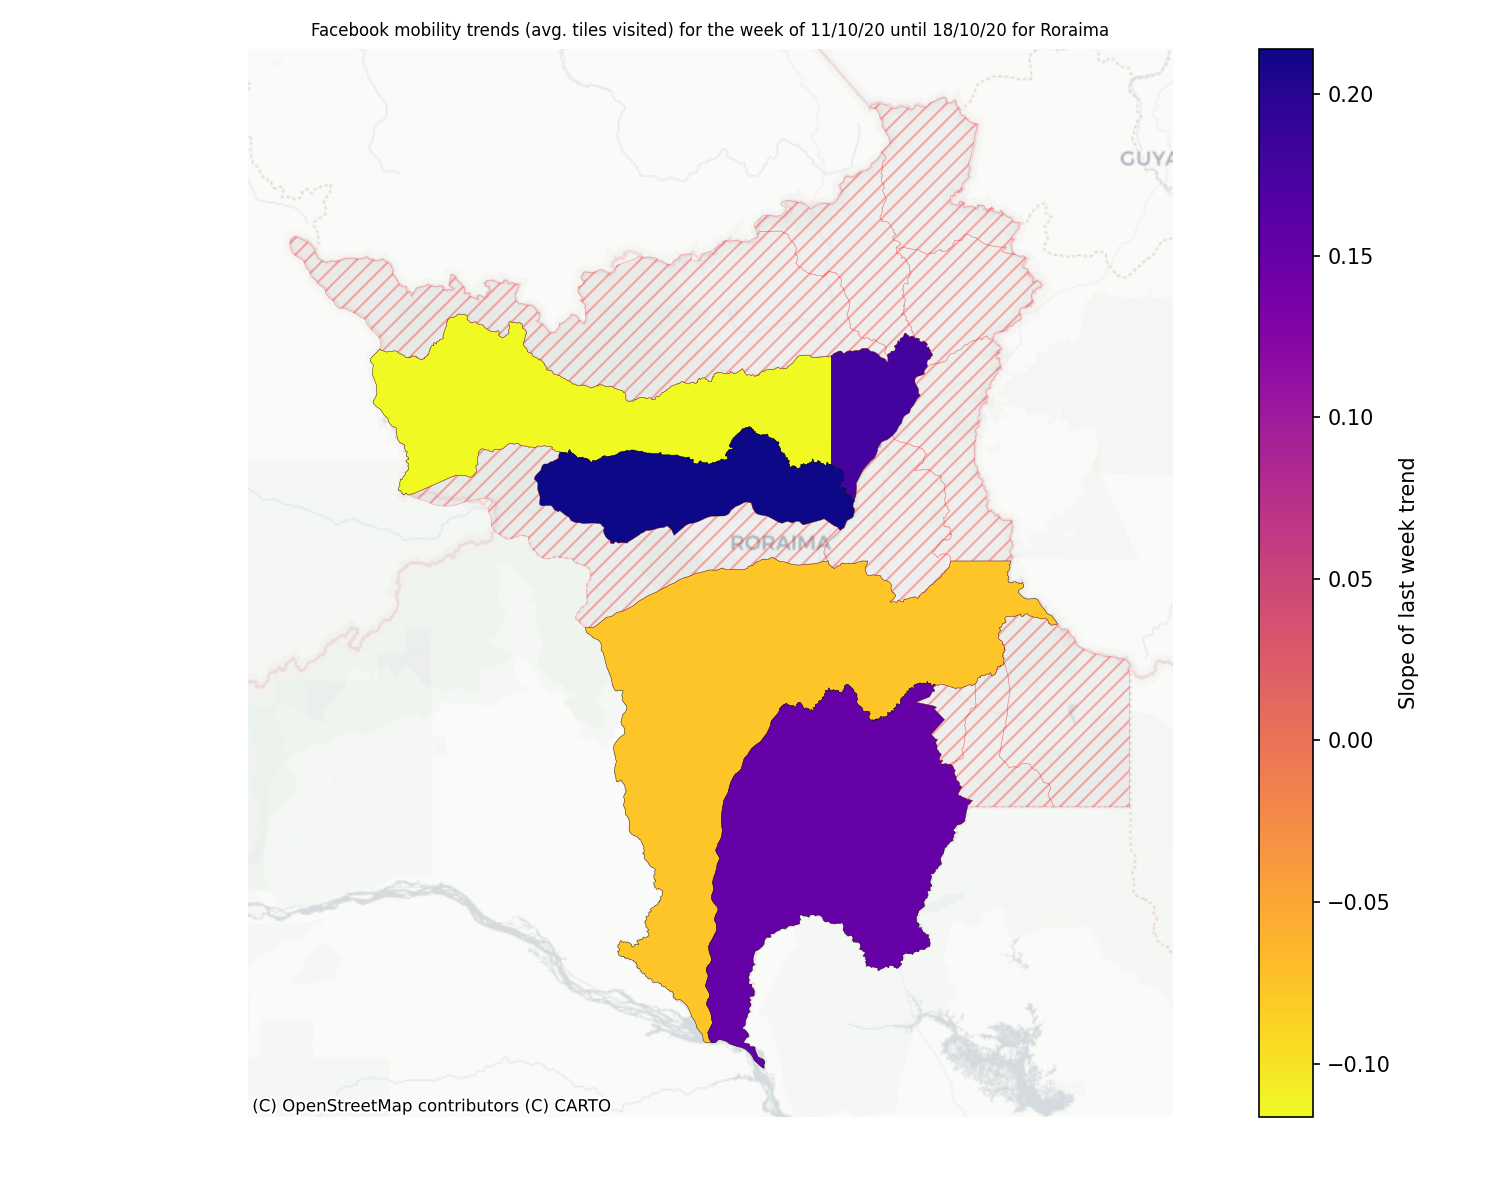 Facebook mobility trends (avg. tiles visited) for the week of 11/10/20 until 18/10/20 for Roraima
GUYA
RORAIMA
(C) OpenStreetMap contributors (C) CARTO
0.20
0.15
0.10
0.05
0.00
−0.05
−0.10
Slope of last week trend